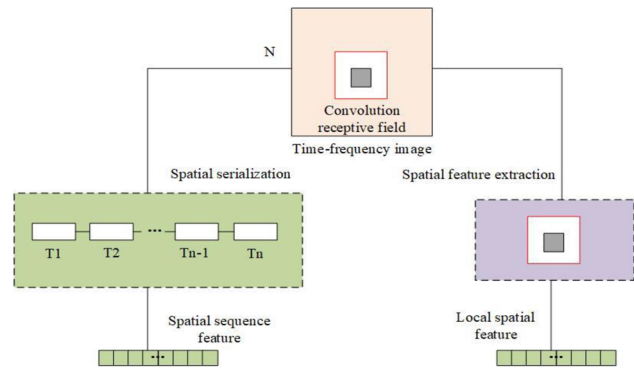 N
Convolution
receptive field
Time-frequency image
Spatial serialization
Spatial feature extraction
...
T1 T2 Tn-1 Tn
Spatial sequence
feature
Local spatial
feature
...
...